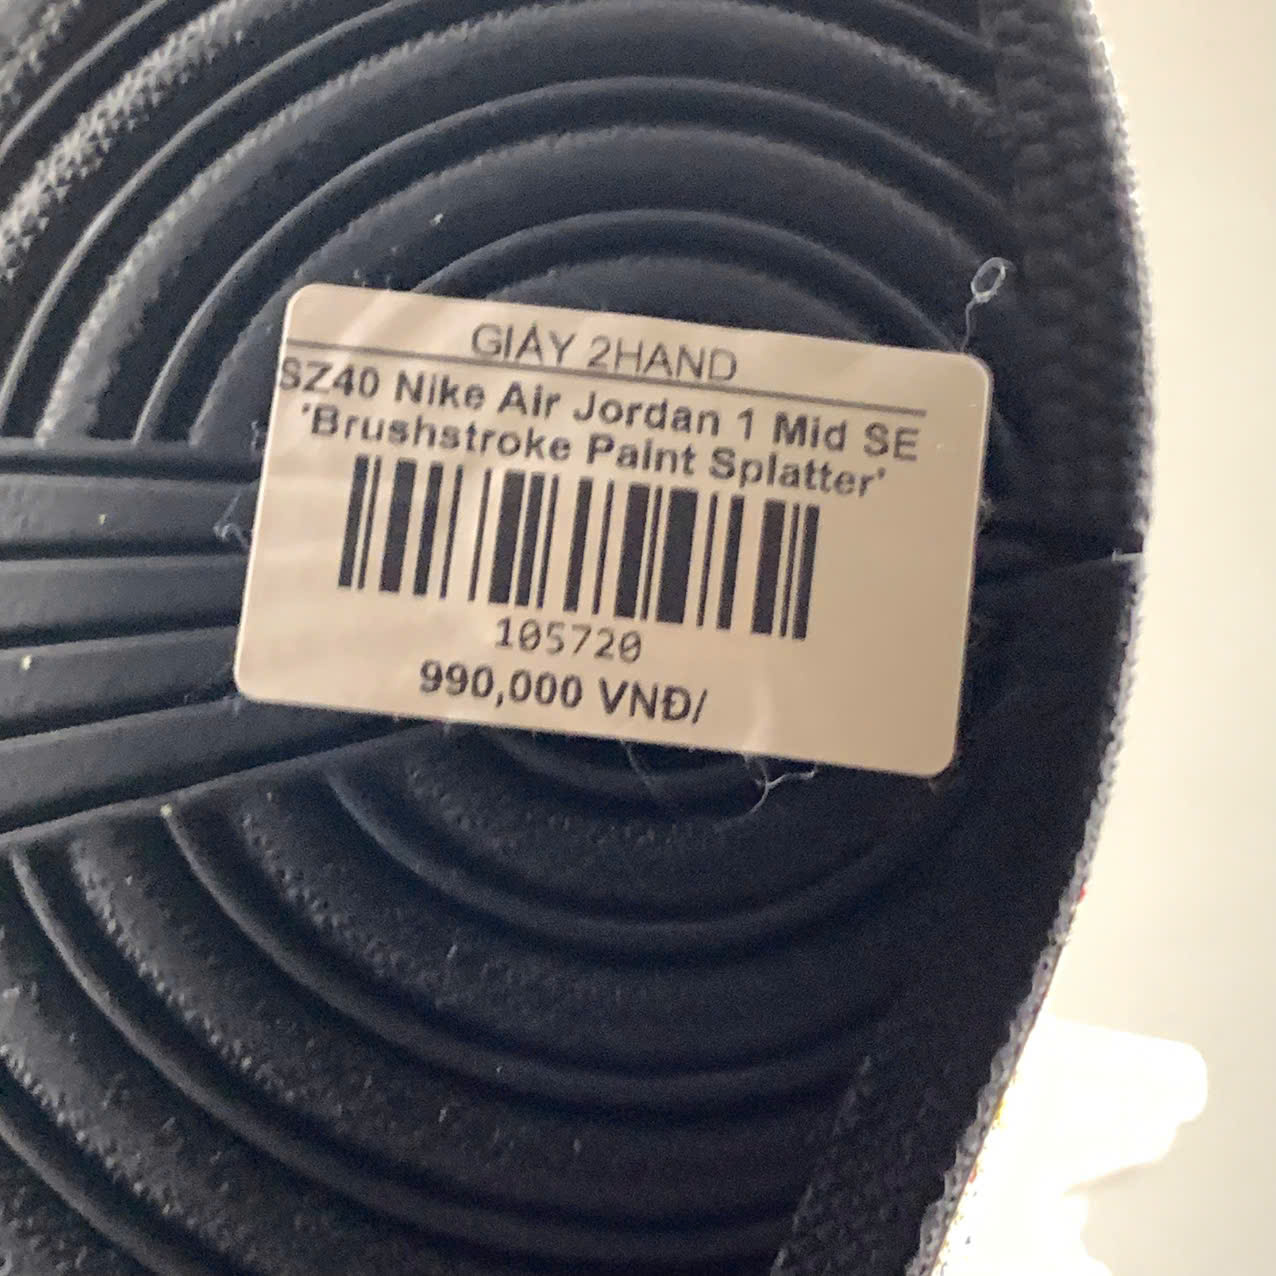 GIÀY 2HAND
SZ40 Nike Air Jordan 1 Mid SE
'Brushstroke Paint Splatter'
105720
990,000 VNĐ/